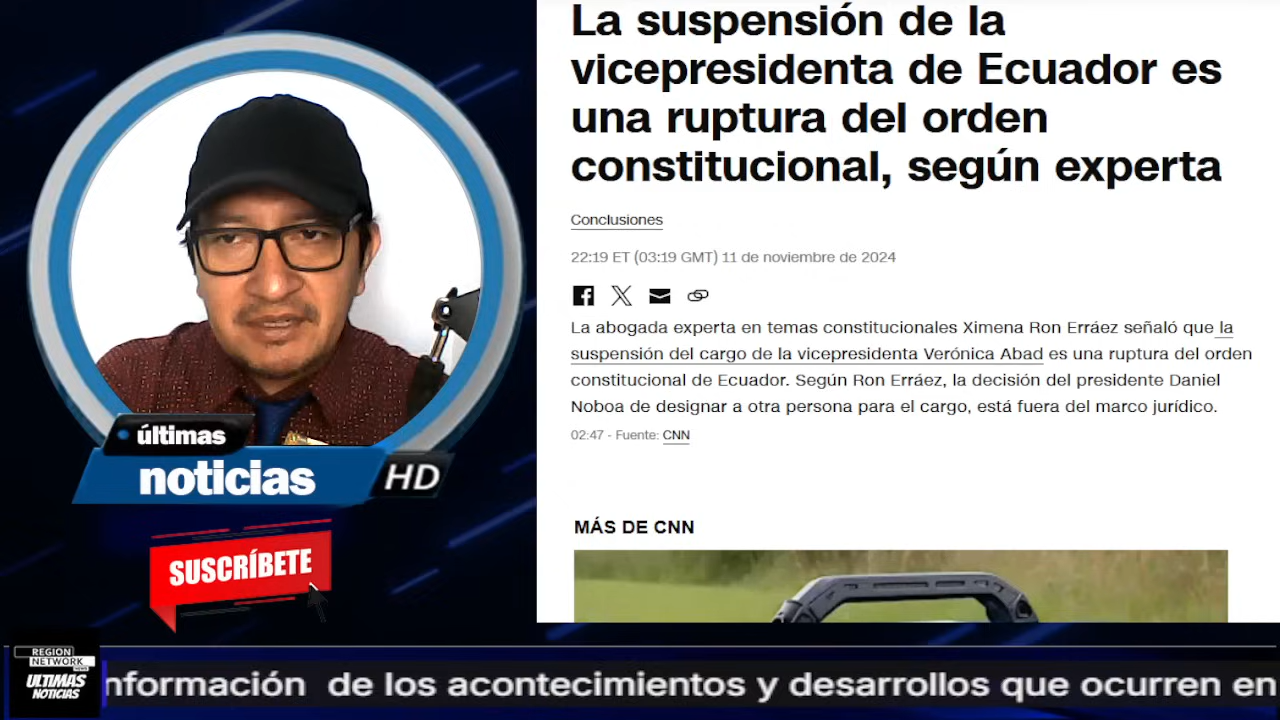 La suspensión de la
vicepresidenta de Ecuador es
una ruptura del orden
constitucional, según experta
Conclusiones
22:19 ET (03:19 GMT) 11 de noviembre de 2024
La abogada experta en temas constitucionales Ximena Ron Erráez señaló que la
suspensión del cargo de la vicepresidenta Verónica Abad es una ruptura del orden
constitucional de Ecuador. Según Ron Erráez, la decisión del presidente Daniel
Noboa de designar a otra persona para el cargo, está fuera del marco jurídico.
02:47 - Fuente: CNN
MÁS DE CNN
últimas
noticias HD
SUSCRÍBETE
REGION
NETWORK
NEWS
ULTIMAS
NOTICIAS
nformación de los acontecimientos y desarrollos que ocurren en